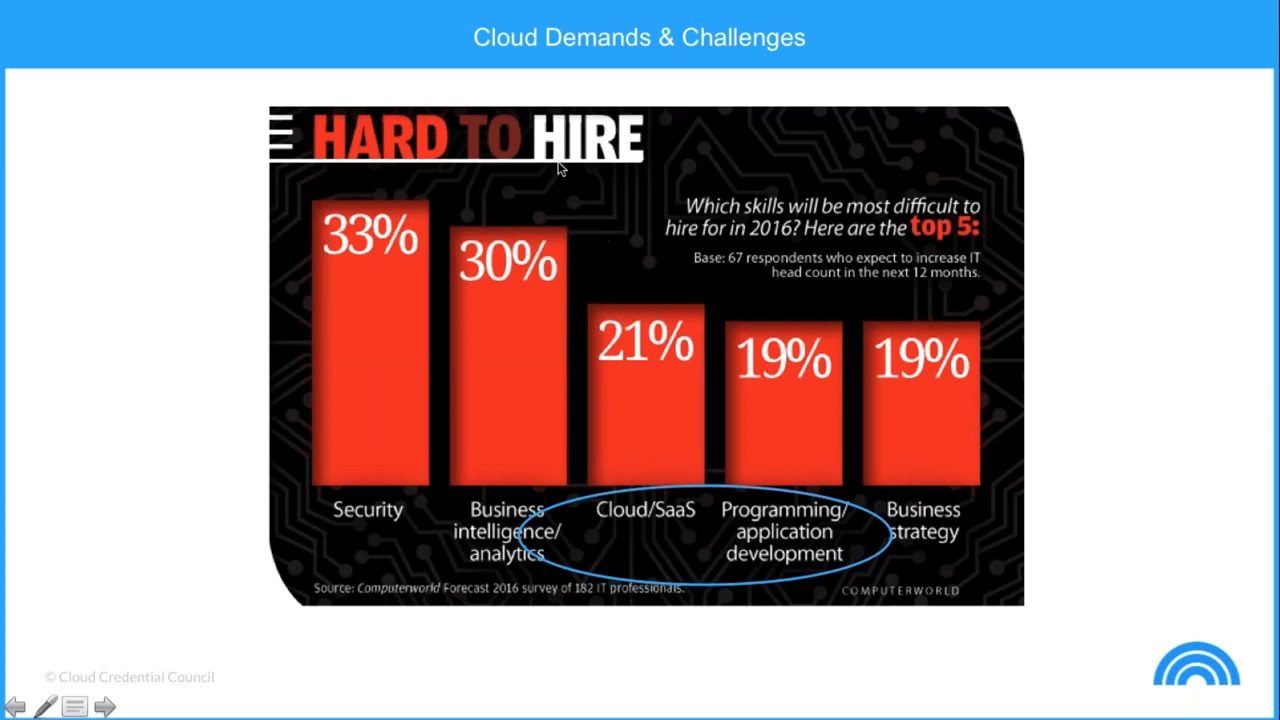 Cloud Demands & Challenges
HARD TO HIRE
Which skills will be most difficult to
hire for in 2016? Here are the top 5:
Base: 67 respondents who expect to increase IT
head count in the next 12 months.
33%
30%
21%
19%
19%
Security
Business
intelligence/
analytics
Cloud/SaaS
Programming/
application
development
Business
strategy
Source: Computerworld Forecast 2016 survey of 182 IT professionals.
COMPUTERWORLD
© Cloud Credential Council